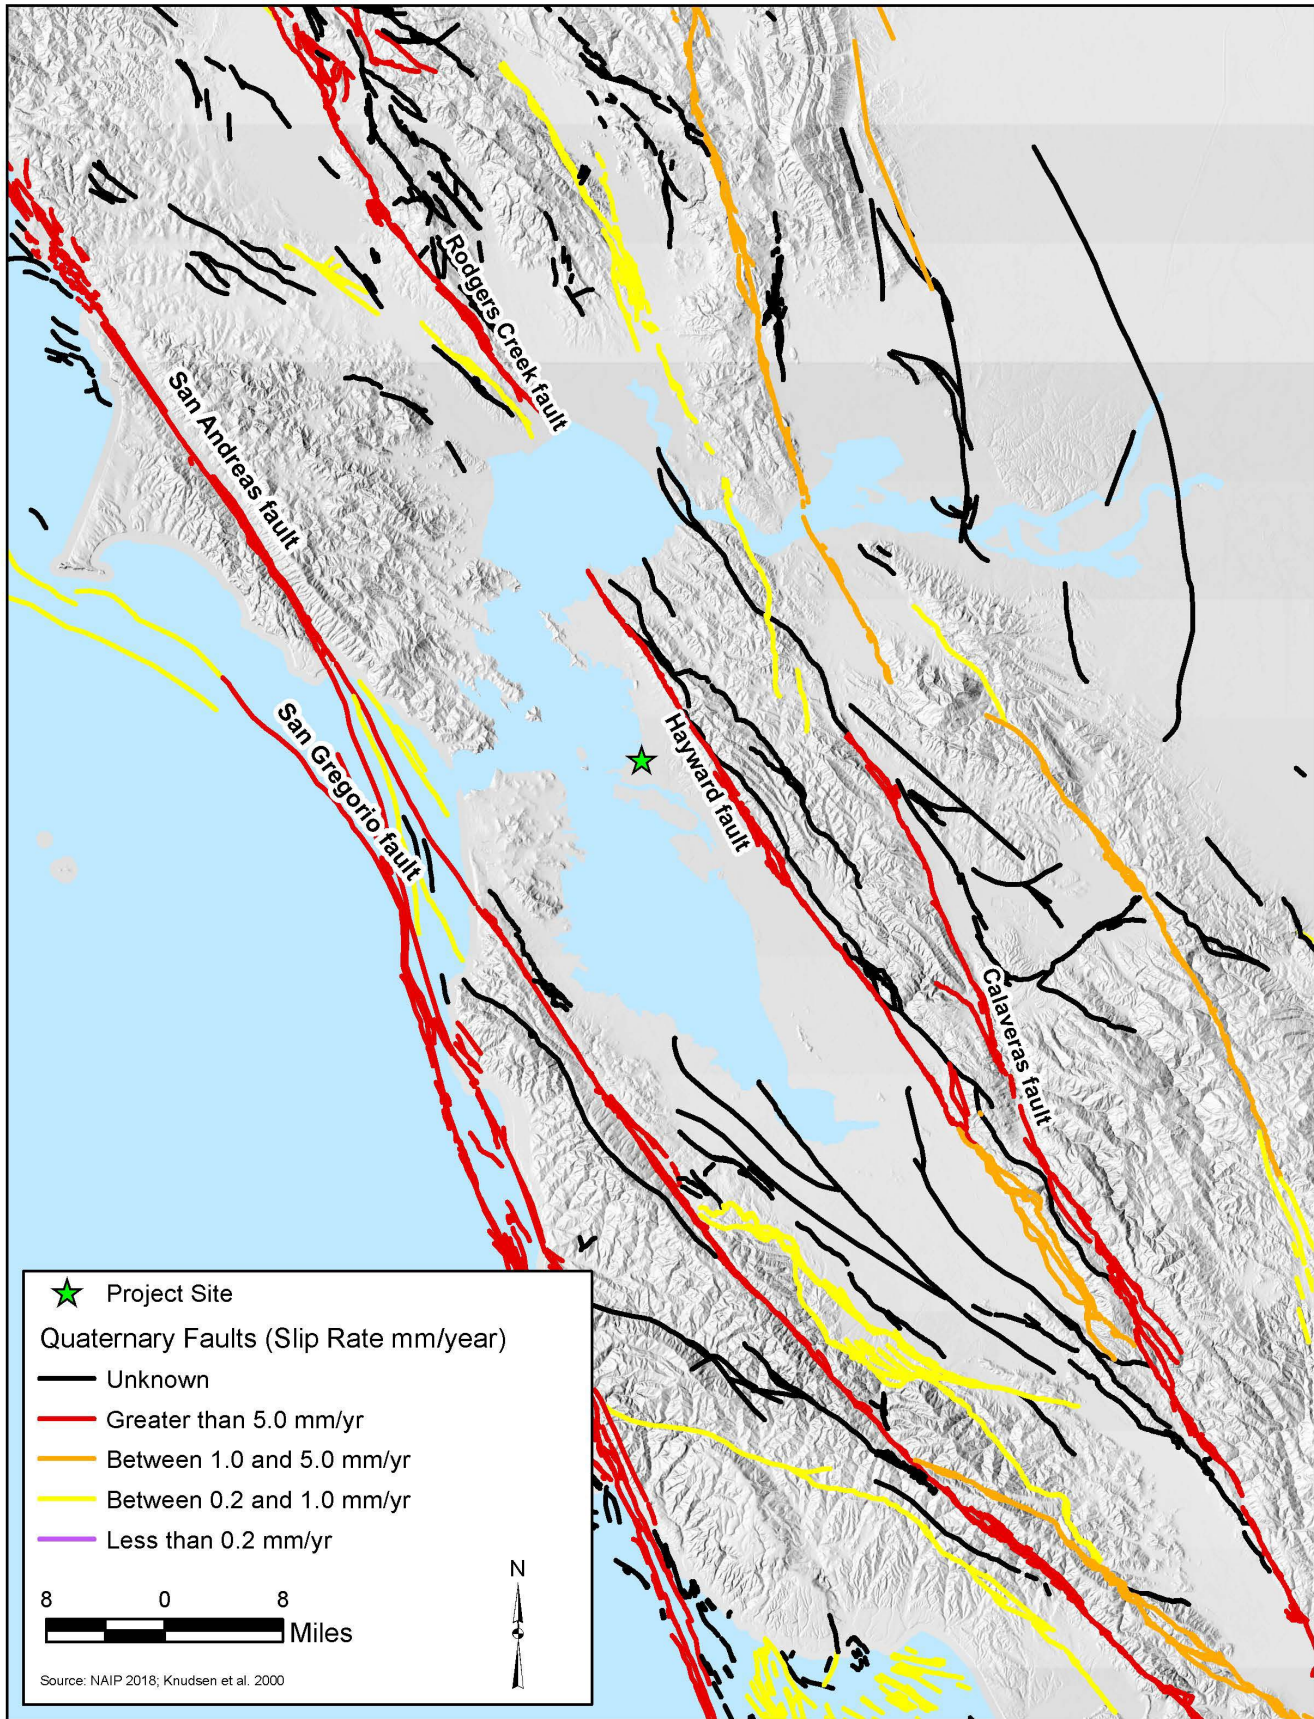 Rodgers Creek fault
San Andreas fault
San Gregorio fault
Hayward fault
Calaveras fault
Project Site
Quaternary Faults (Slip Rate mm/year)
Unknown
Greater than 5.0 mm/yr
Between 1.0 and 5.0 mm/yr
Between 0.2 and 1.0 mm/yr
Less than 0.2 mm/yr
N
8 0 8
Miles
Source: NAIP 2018; Knudsen et al. 2000